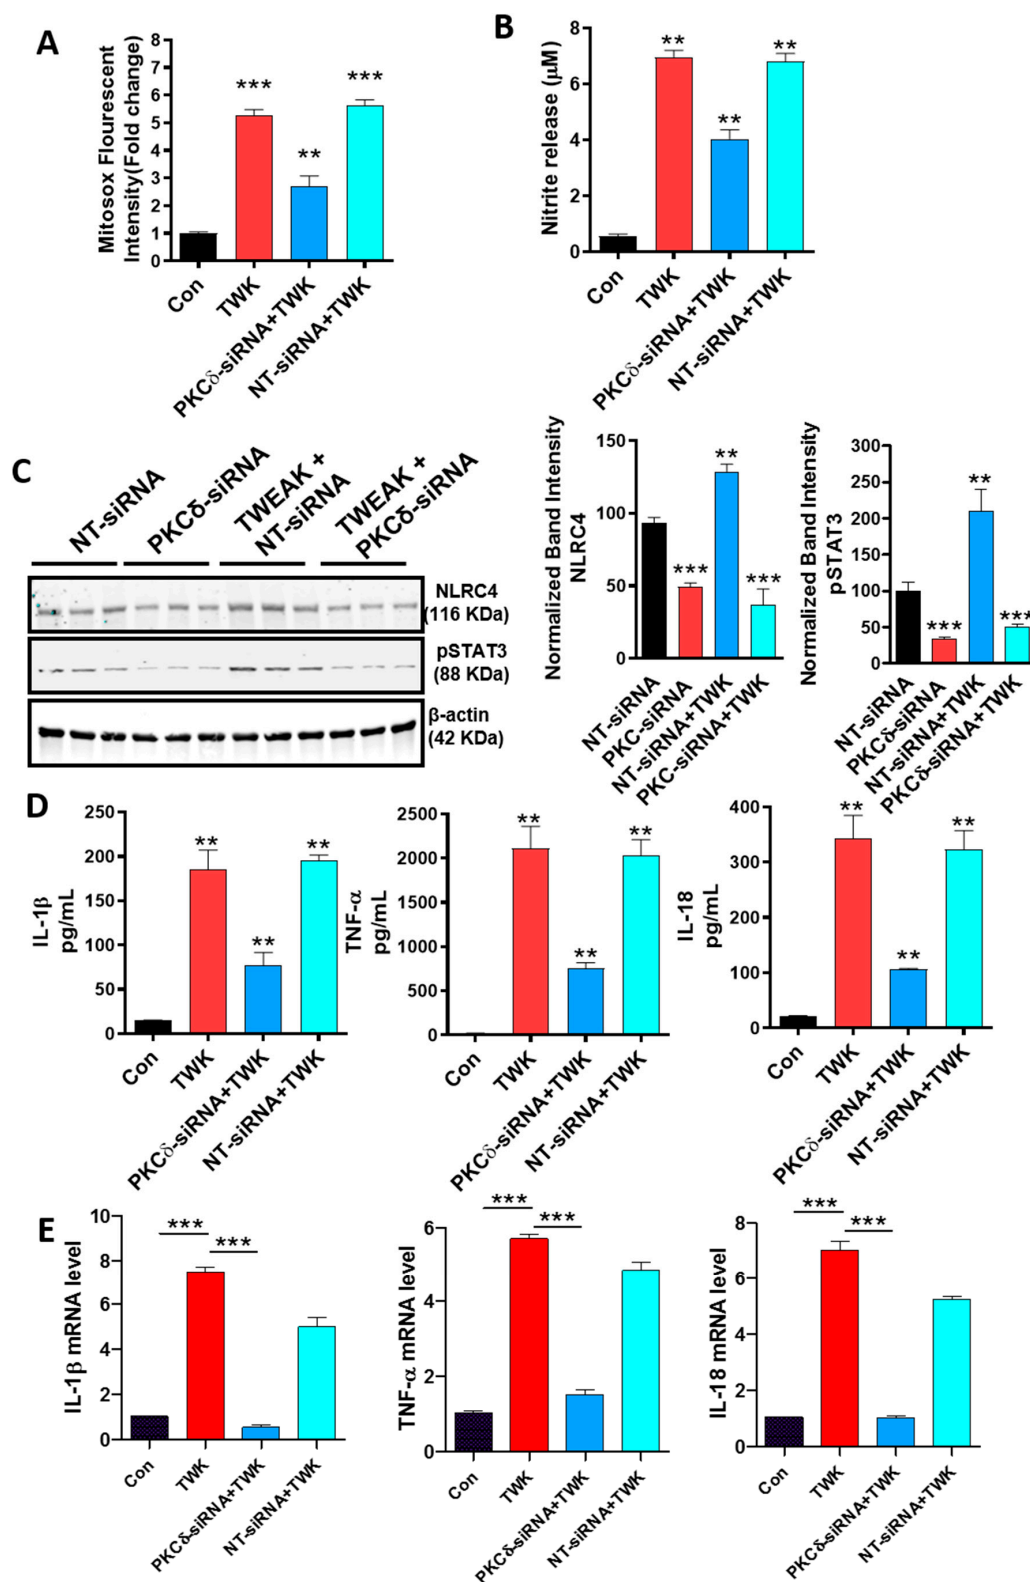 A
Mitosox Flourescent
Intensity(Fold change)
8
7
6
5
4
3
2
1
0
***
**
***
Con
TWK
PKCδ-siRNA+TWK
NT-siRNA+TWK
B
Nitrite release (μM)
8
6
4
2
0
**
**
**
Con
TWK
PKCδ-siRNA+TWK
NT-siRNA+TWK
C
NT-siRNA
PKCδ-siRNA
TWEAK +
NT-siRNA
TWEAK +
PKCδ-siRNA
NLRC4
(116 KDa)
pSTAT3
(88 KDa)
β-actin
(42 KDa)
Normalized Band Intensity
NLRC4
150
100
50
0
***
**
***
NT-siRNA
PKC-siRNA
NT-siRNA+TWK
PKC-siRNA+TWK
Normalized Band Intensity
pSTAT3
300
250
200
150
100
50
0
***
**
***
NT-siRNA
PKCδ-siRNA
NT-siRNA+TWK
PKCδ-siRNA+TWK
D
IL-1β
pg/mL
250
200
150
100
50
0
**
**
**
Con
TWK
PKCδ-siRNA+TWK
NT-siRNA+TWK
TNF-α
pg/mL
2500
2000
1500
1000
500
0
**
**
**
Con
TWK
PKCδ-siRNA+TWK
NT-siRNA+TWK
IL-18
pg/mL
400
300
200
100
0
**
**
**
Con
TWK
PKCδ-siRNA+TWK
NT-siRNA+TWK
E
IL-1β mRNA level
10
8
6
4
2
0
***
***
Con
TWK
PKCδ-siRNA+TWK
NT-siRNA+TWK
TNF-α mRNA level
6
4
2
0
***
***
Con
TWK
PKCδ-siRNA+TWK
NT-siRNA+TWK
IL-18 mRNA level
8
6
4
2
0
***
***
Con
TWK
PKCδ-siRNA+TWK
NT-siRNA+TWK